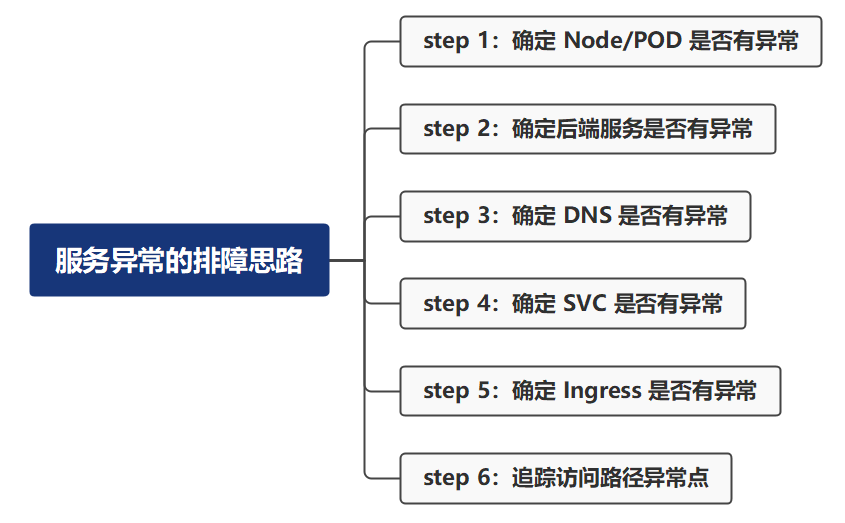 服务异常的排障思路
step 1：确定 Node/POD 是否有异常
step 2：确定后端服务是否有异常
step 3：确定 DNS 是否有异常
step 4：确定 SVC 是否有异常
step 5：确定 Ingress 是否有异常
step 6：追踪访问路径异常点